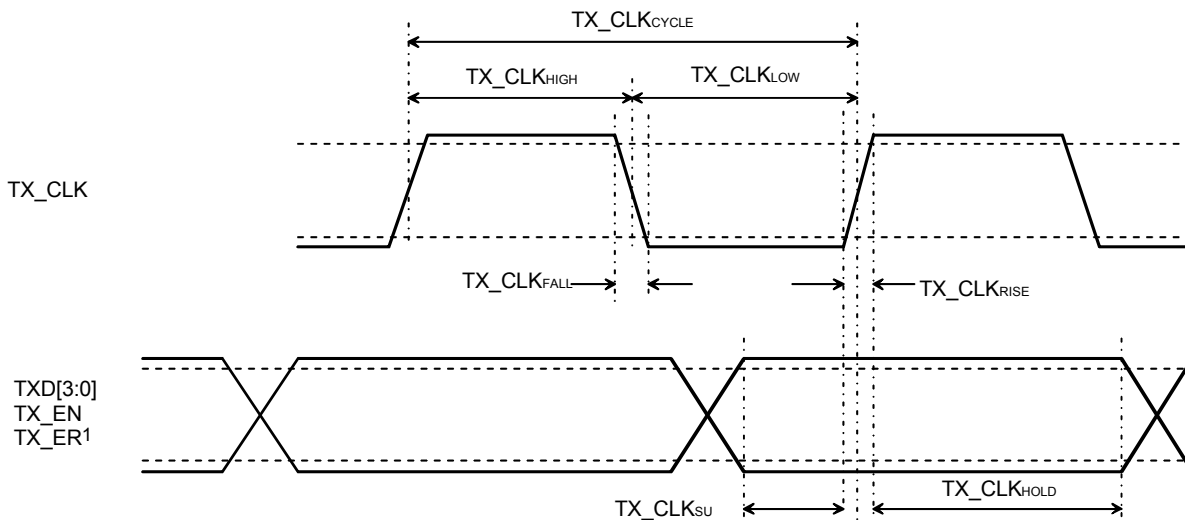 TX_CLKCYCLE
TX_CLKHIGH TX_CLKLOW
TX_CLK
TX_CLKFALL TX_CLKRISE
TXD[3:0]
TX_EN
TX_ER1
TX_CLKSU TX_CLKHOLD